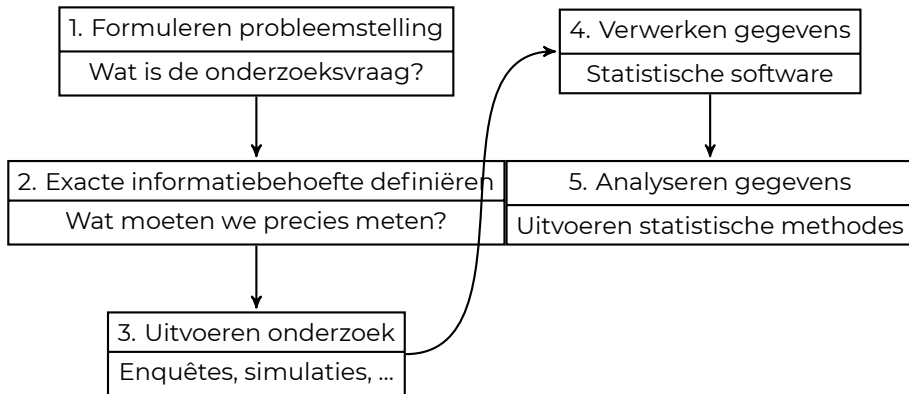 1. Formuleren probleemstelling
Wat is de onderzoeksvraag?
2. Exacte informatiebehoefte definiëren
Wat moeten we precies meten?
3. Uitvoeren onderzoek
Enquêtes, simulaties, ...
4. Verwerken gegevens
Statistische software
5. Analyseren gegevens
Uitvoeren statistische methodes